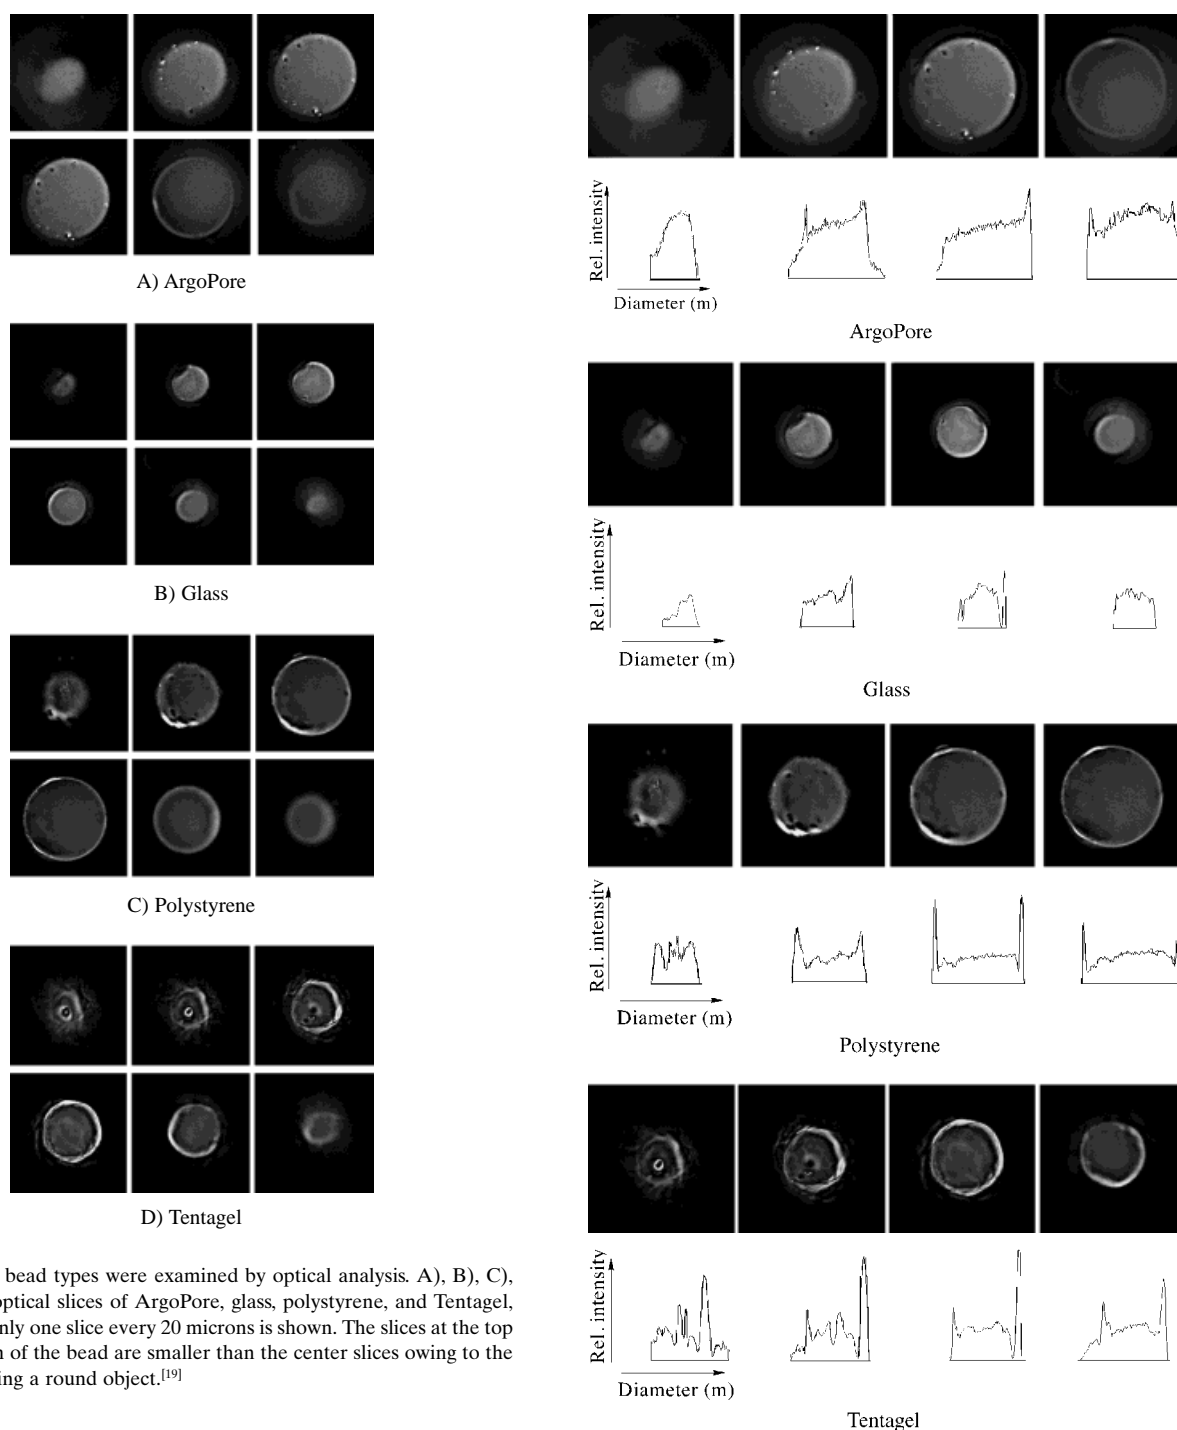 A) ArgoPore
B) Glass
C) Polystyrene
D) Tentagel
bead types were examined by optical analysis. A), B), C),
optical slices of ArgoPore, glass, polystyrene, and Tentagel,
only one slice every 20 microns is shown. The slices at the top
of the bead are smaller than the center slices owing to the
a round object.[19]
Rel. intensity
Diameter (m)
ArgoPore
Rel. intensity
Diameter (m)
Glass
Rel. intensity
Diameter (m)
Polystyrene
Rel. intensity
Diameter (m)
Tentagel